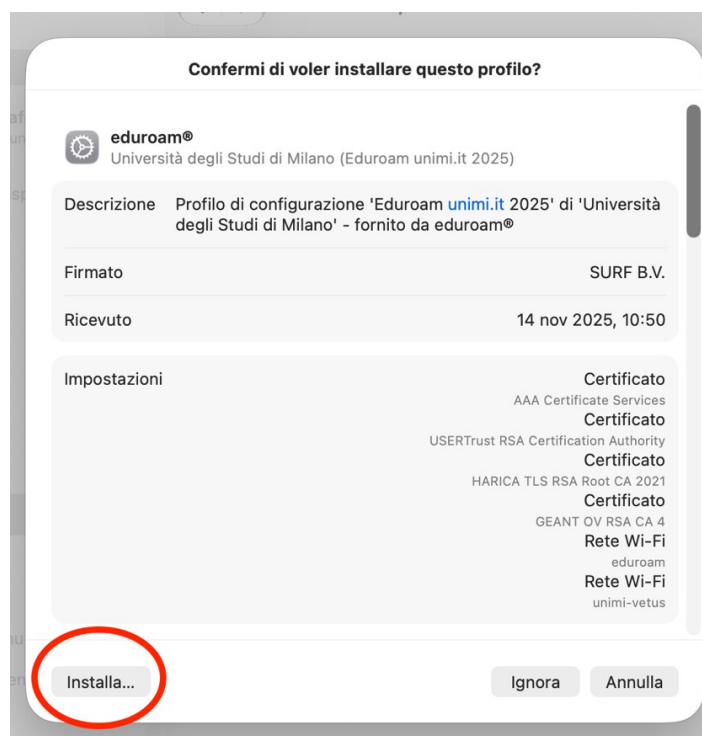 Confermi di voler installare questo profilo?
eduroam®
Università degli Studi di Milano (Eduroam unimi.it 2025)
Descrizione Profilo di configurazione 'Eduroam unimi.it 2025' di 'Università
degli Studi di Milano' - fornito da eduroam®
Firmato SURF B.V.
Ricevuto 14 nov 2025, 10:50
Impostazioni Certificato
AAA Certificate Services
Certificato
USERTrust RSA Certification Authority
Certificato
HARICA TLS RSA Root CA 2021
Certificato
GEANT OV RSA CA 4
Rete Wi-Fi
eduroam
Rete Wi-Fi
unimi-vetus
Installa... Ignora Annulla